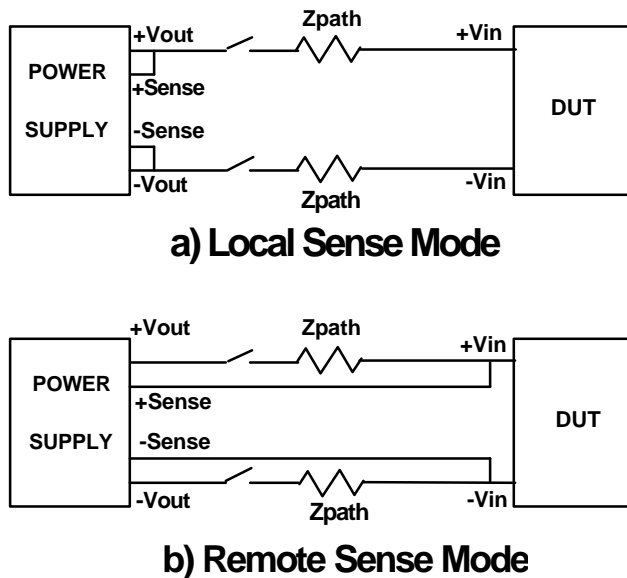 +Vout
Zpath
+Vin
POWER
+Sense
DUT
SUPPLY
-Sense
-Vout
Zpath
-Vin
a) Local Sense Mode
+Vout
Zpath
+Vin
POWER
+Sense
DUT
SUPPLY
-Sense
-Vout
Zpath
-Vin
b) Remote Sense Mode